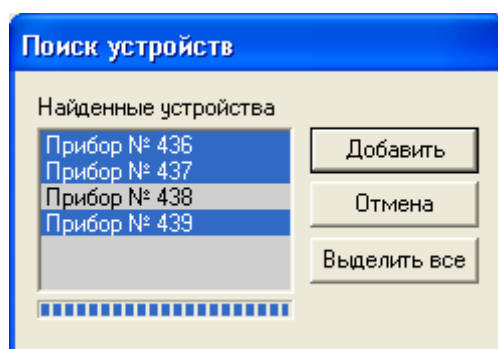 Поиск устройств
Найденные устройства
Прибор № 436
Прибор № 437
Прибор № 438
Прибор № 439
Добавить
Отмена
Выделить все